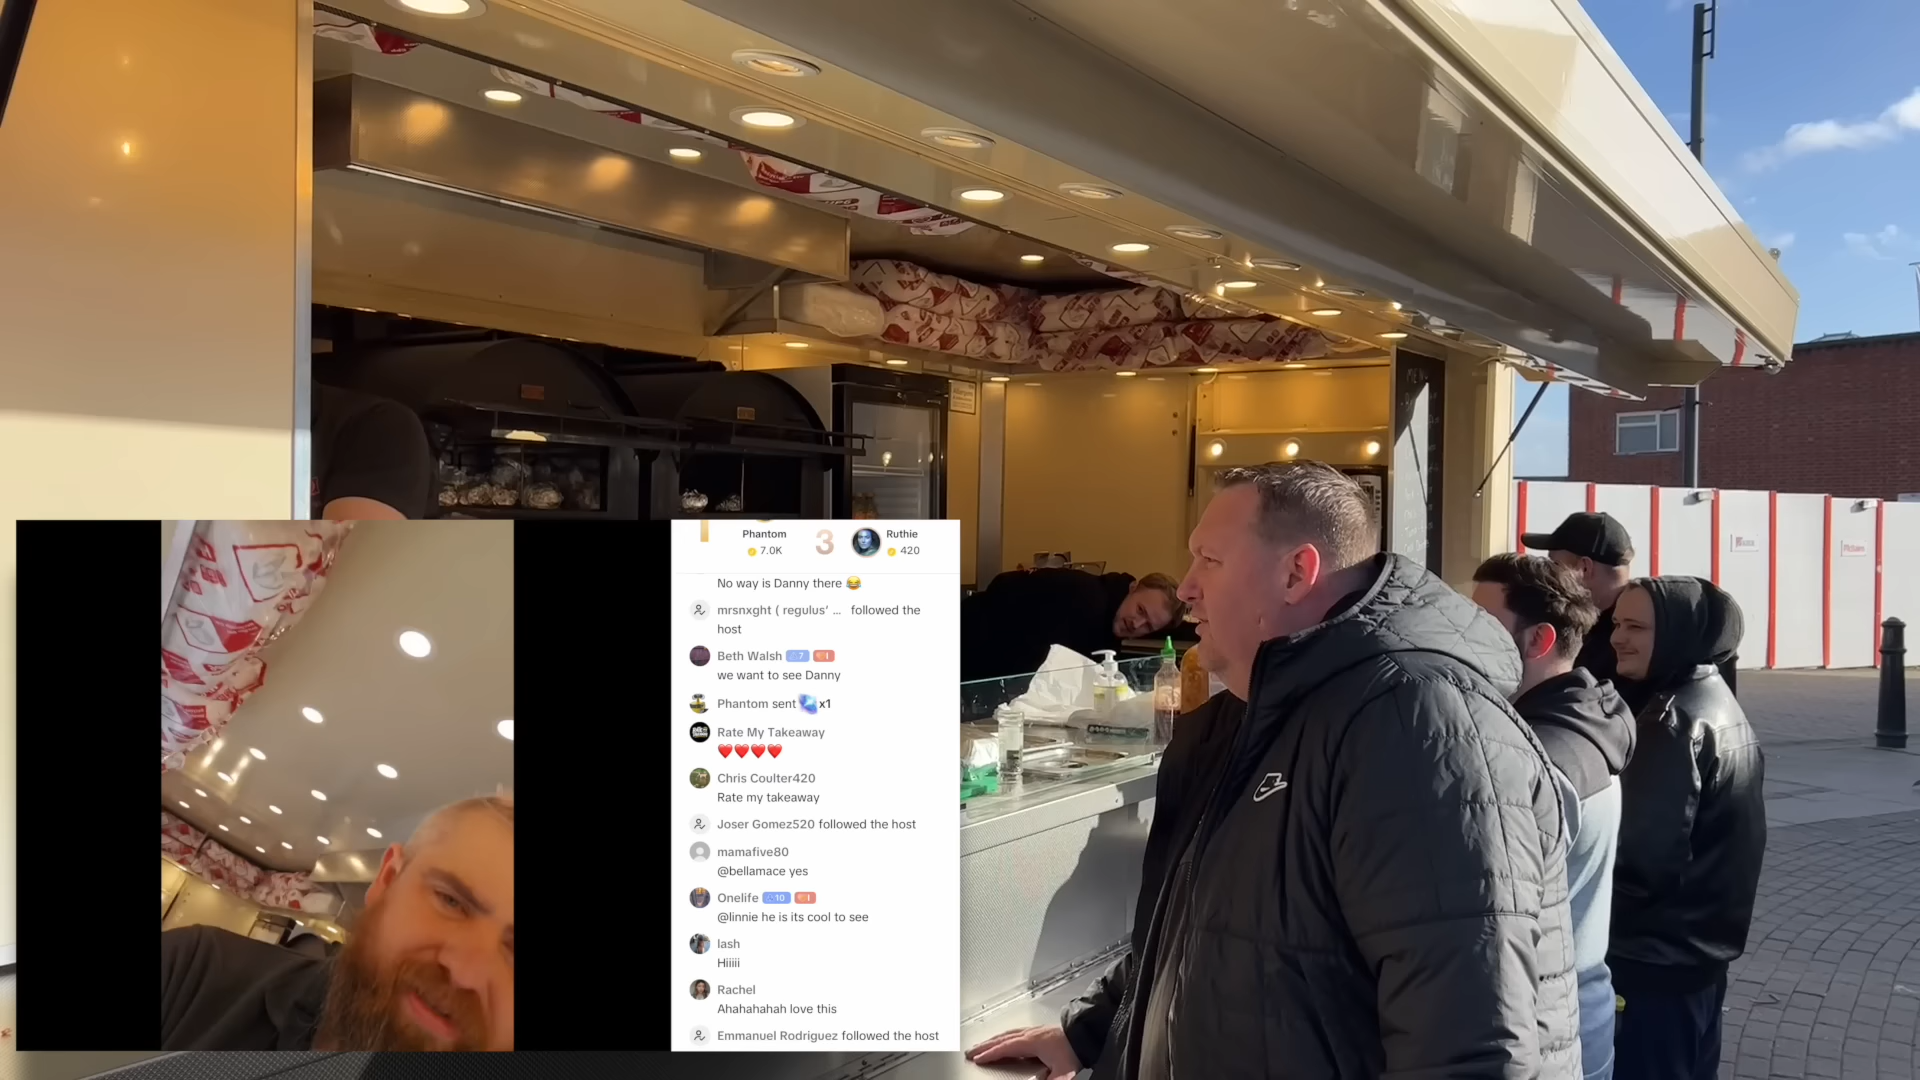 MENU
Phantom
7.0K
3
Ruthie
420
No way is Danny there 😂
mrsnxght ( regulus' ... followed the
host
Beth Walsh 7 I
we want to see Danny
Phantom sent x1
Rate My Takeaway
❤️❤️❤️❤️
Chris Coulter420
Rate my takeaway
Joser Gomez520 followed the host
mamafive80
@bellamace yes
Onelife 10 I
@linnie he is its cool to see
lash
Hiiiii
Rachel
Ahahahahah love this
Emmanuel Rodriguez followed the host